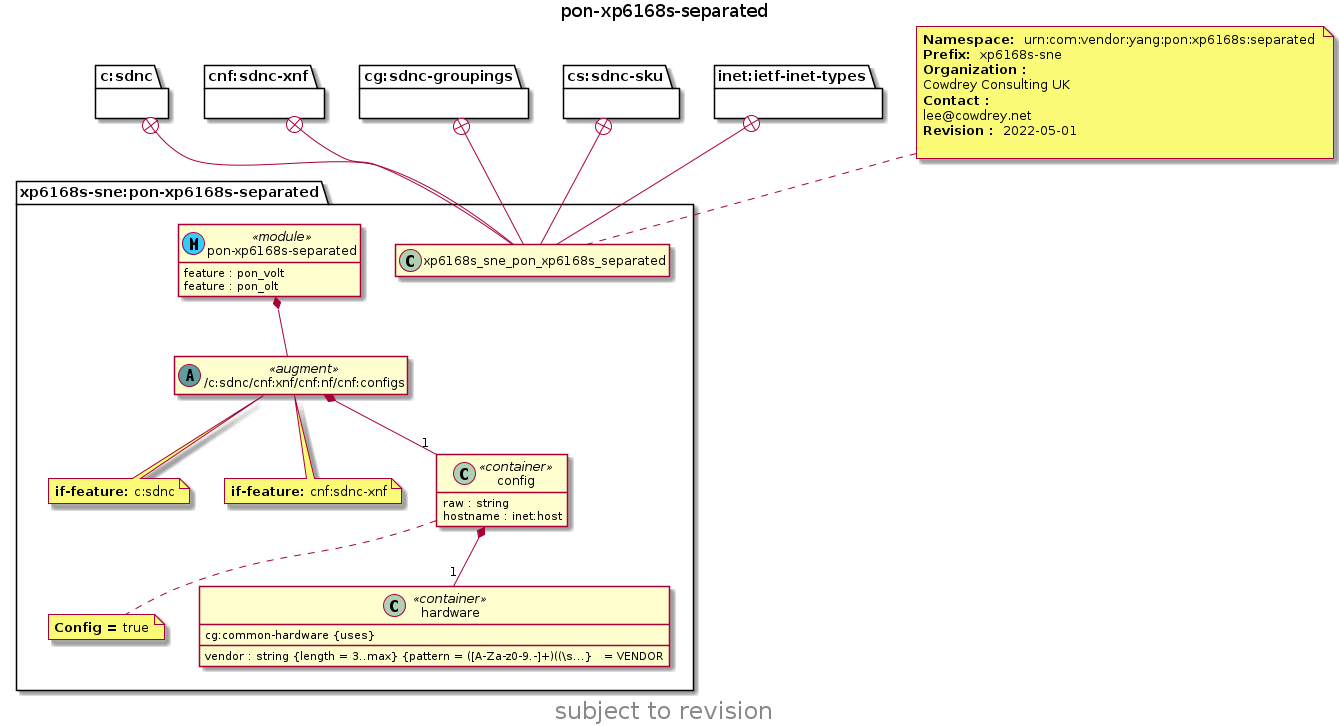 pon-xp6168s-separated
Namespace:  urn:com:vendor:yang:pon:xp6168s:separated
Prefix:  xp6168s-sne
Organization :
Cowdrey Consulting UK
Contact :
lee@cowdrey.net
Revision :  2022-05-01
c:sdnc
cnf:sdnc-xnf
cg:sdnc-groupings
cs:sdnc-sku
inet:ietf-inet-types
xp6168s-sne:pon-xp6168s-separated
M
«module»
pon-xp6168s-separated
feature : pon_volt
feature : pon_olt
C
xp6168s_sne_pon_xp6168s_separated
A
«augment»
/c:sdnc/cnf:xnf/cnf:nf/cnf:configs
1
if-feature: c:sdnc
if-feature: cnf:sdnc-xnf
C
«container»
config
raw : string
hostname : inet:host
1
Config = true
C
«container»
hardware
cg:common-hardware {uses}
vendor : string {length = 3..max} {pattern = ([A-Za-z0-9.-]+)((\s...}   = VENDOR
subject to revision